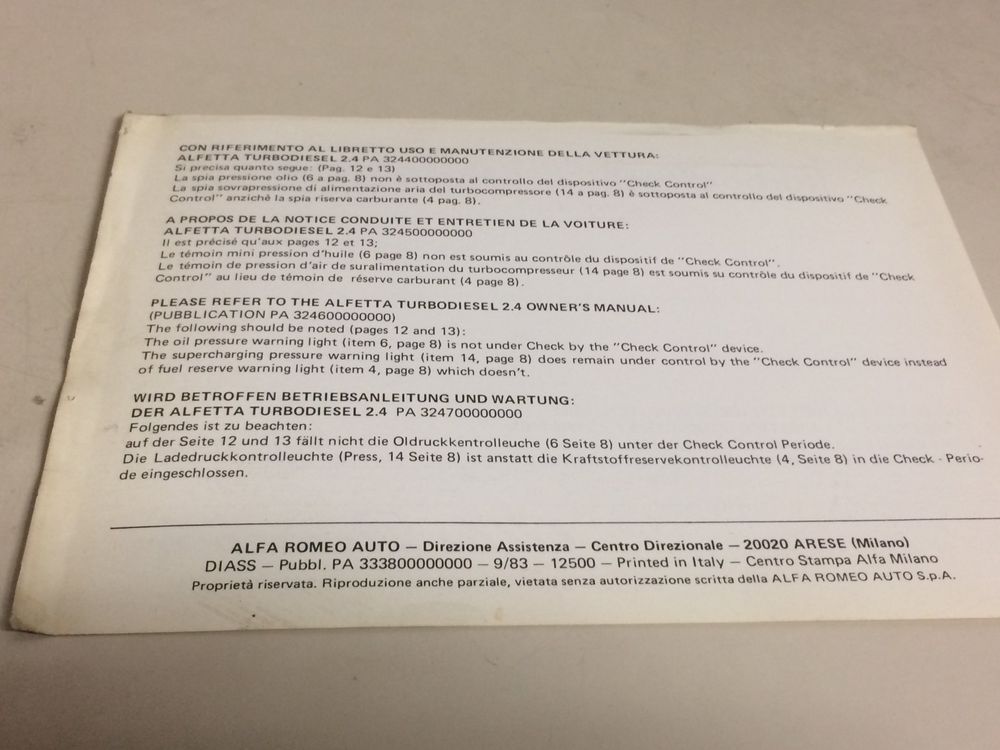 CON RIFERIMENTO AL LIBRETTO USO E MANUTENZIONE DELLA VETTURA:
ALFETTA TURBODIESEL 2.4 PA 324400000000
Si precisa quanto segue: (Pag. 12 e 13)
La spia pressione olio (6 a pag. 8) non è sottoposta al controllo del dispositivo "Check Control"
La spia sovrapressione di alimentazione aria del turbocompressore (14 a pag. 8) è sottoposta al controllo del dispositivo "Check
Control" anzichè la spia riserva carburante (4 pag. 8).
A PROPOS DE LA NOTICE CONDUITE ET ENTRETIEN DE LA VOITURE:
ALFETTA TURBODIESEL 2.4 PA 324500000000
Il est précisé qu'aux pages 12 et 13;
Le témoin mini pression d'huile (6 page 8) non est soumis au contrôle du dispositif de "Check Control".
Le témoin de pression d'air de suralimentation du turbocompresseur (14 page 8) est soumis su contrôle du dispositif de "Check
Control" au lieu de témoin de réserve carburant (4 page 8).
PLEASE REFER TO THE ALFETTA TURBODIESEL 2.4 OWNER'S MANUAL:
(PUBBLICATION PA 324600000000)
The following should be noted (pages 12 and 13):
The oil pressure warning light (item 6, page 8) is not under Check by the "Check Control" device.
The supercharging pressure warning light (item 14, page 8) does remain under control by the "Check Control" device instead
of fuel reserve warning light (item 4, page 8) which doesn't.
WIRD BETROFFEN BETRIEBSANLEITUNG UND WARTUNG:
DER ALFETTA TURBODIESEL 2.4 PA 324700000000
Folgendes ist zu beachten:
auf der Seite 12 und 13 fällt nicht die Oldruckkentrolleuche (6 Seite 8) unter der Check Control Periode.
Die Ladedruckkontrolleuchte (Press, 14 Seite 8) ist anstatt die Kraftstoffreservekontrolleuchte (4, Seite 8) in die Check - Perio-
de eingeschlossen.
ALFA ROMEO AUTO — Direzione Assistenza — Centro Direzionale — 20020 ARESE (Milano)
DIASS — Pubbl. PA 333800000000 — 9/83 — 12500 — Printed in Italy — Centro Stampa Alfa Milano
Proprietà riservata. Riproduzione anche parziale, vietata senza autorizzazione scritta della ALFA ROMEO AUTO S.p.A.